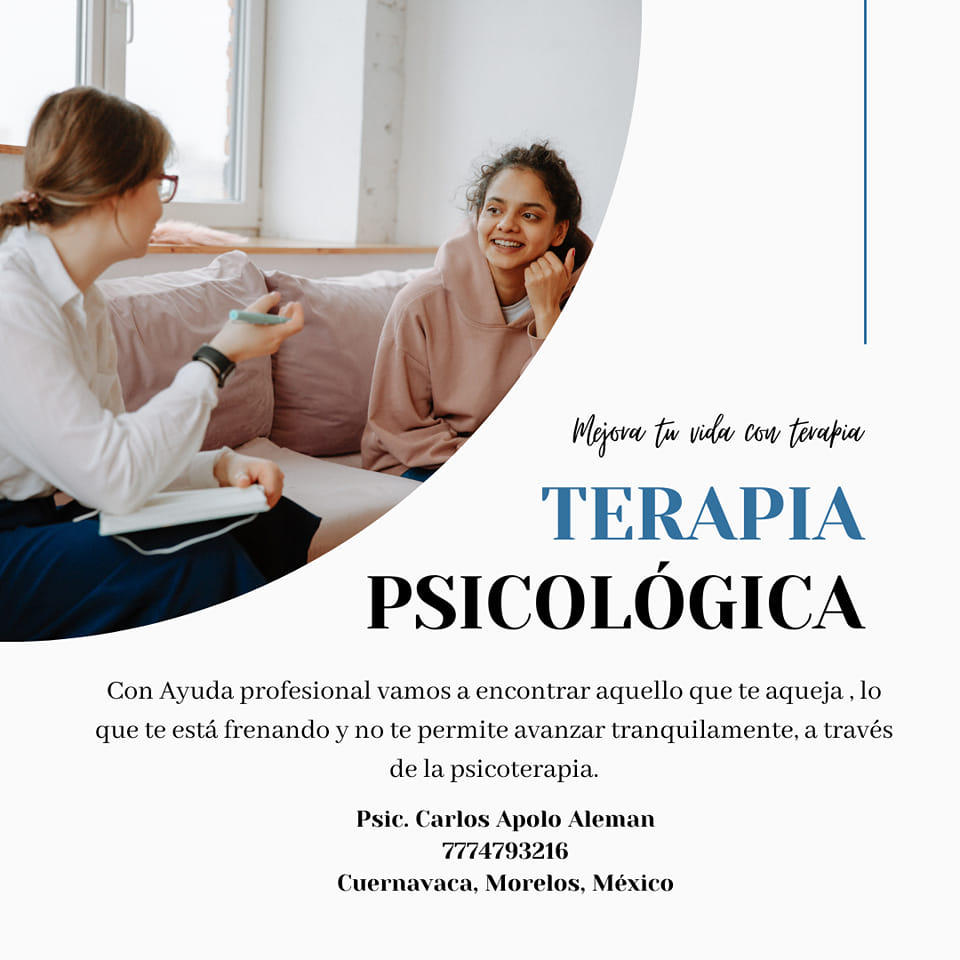 Mejora tu vida con terapia
TERAPIA
PSICOLÓGICA
Con Ayuda profesional vamos a encontrar aquello que te aqueja , lo
que te está frenando y no te permite avanzar tranquilamente, a través
de la psicoterapia.
Psic. Carlos Apolo Aleman
7774793216
Cuernavaca, Morelos, México